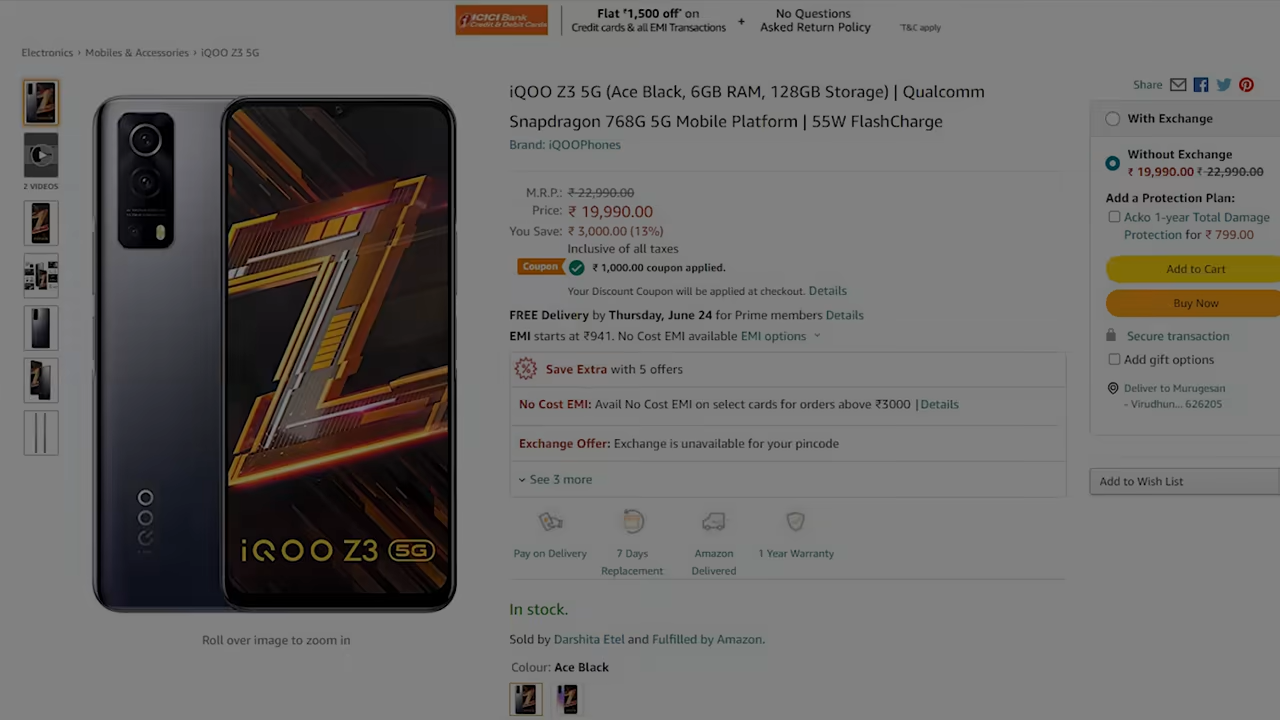 ICICI Bank
Credit & Debit Cards
Flat ₹1,500 off* on
Credit cards & all EMI Transactions
+
No Questions
Asked Return Policy
*T&C apply
Electronics › Mobiles & Accessories › iQOO Z3 5G
Share
2 VIDEOS
iQOO Z3 5G
Roll over image to zoom in
iQOO Z3 5G (Ace Black, 6GB RAM, 128GB Storage) | Qualcomm
Snapdragon 768G 5G Mobile Platform | 55W FlashCharge
Brand: iQOOPhones
M.R.P.: ₹ 22,990.00
Price: ₹ 19,990.00
You Save: ₹ 3,000.00 (13%)
Inclusive of all taxes
Coupon ₹ 1,000.00 coupon applied.
Your Discount Coupon will be applied at checkout. Details
FREE Delivery by Thursday, June 24 for Prime members Details
EMI starts at ₹941. No Cost EMI available EMI options
Save Extra with 5 offers
No Cost EMI: Avail No Cost EMI on select cards for orders above ₹3000 | Details
Exchange Offer: Exchange is unavailable for your pincode
See 3 more
Pay on Delivery
7 Days
Replacement
Amazon
Delivered
1 Year Warranty
In stock.
Sold by Darshita Etel and Fulfilled by Amazon.
Colour: Ace Black
With Exchange
Without Exchange
₹ 19,990.00 ₹ 22,990.00
Add a Protection Plan:
Acko 1-year Total Damage
Protection for ₹ 799.00
Add to Cart
Buy Now
Secure transaction
Add gift options
Deliver to Murugesan
- Virudhun... 626205
Add to Wish List